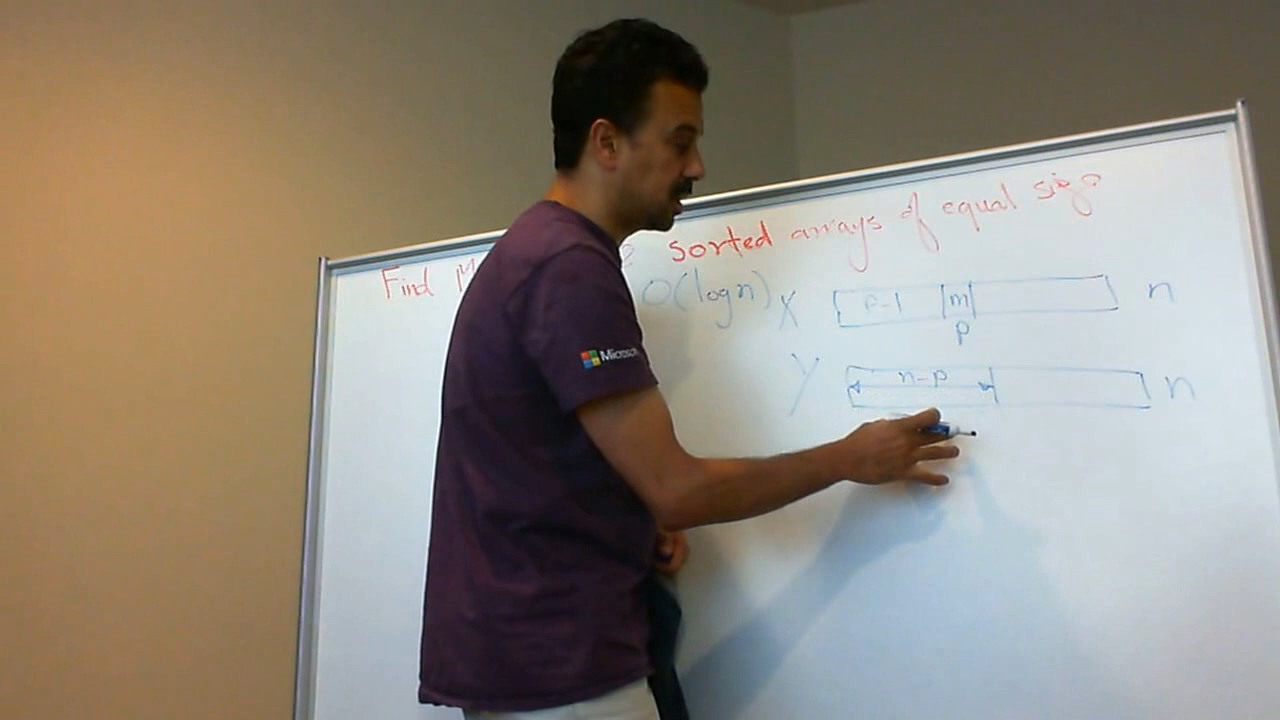 Find M sorted arrays of equal size
O(log n) X p-1 m n
p
Y n-p n
Microsoft